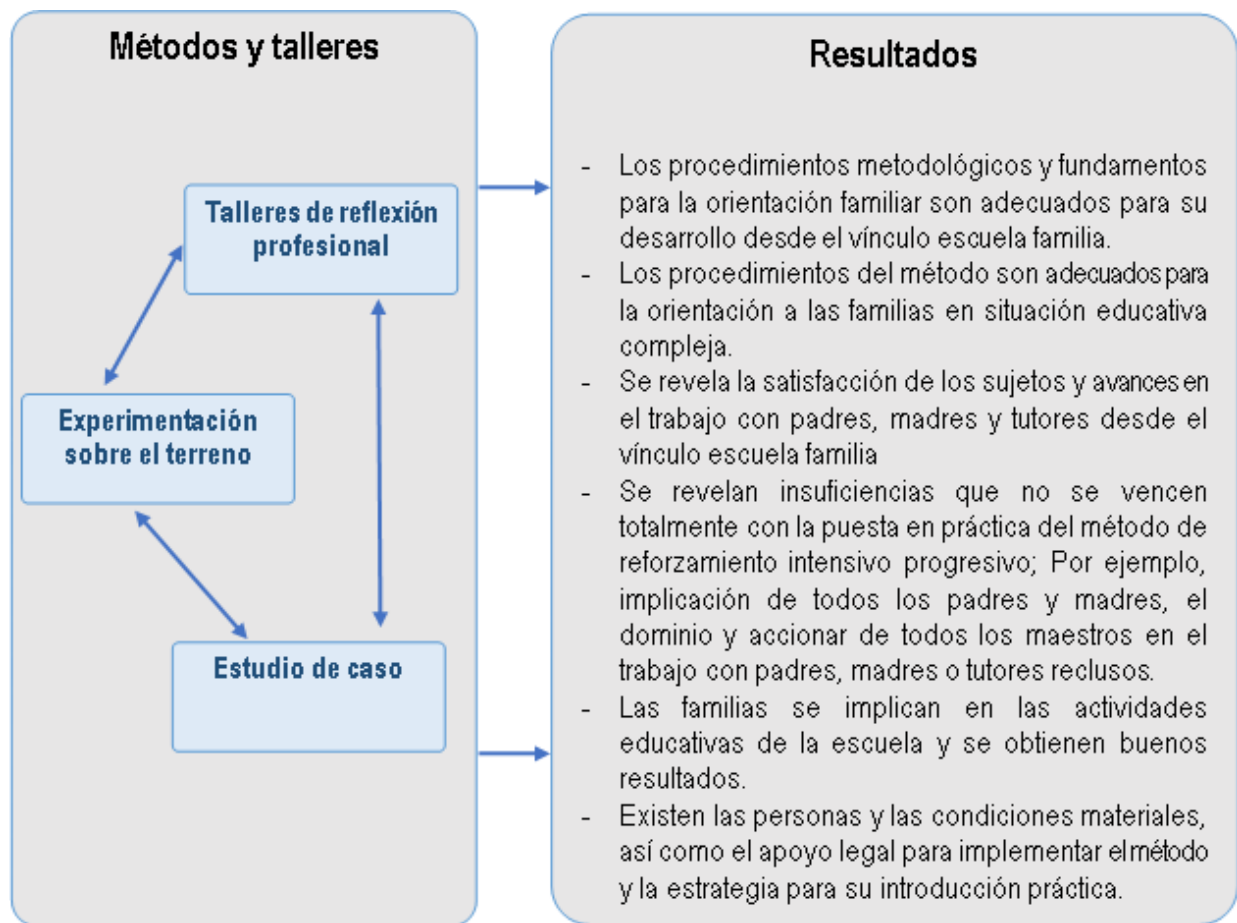 Métodos y talleres
Talleres de reflexión
profesional
Experimentación
sobre el terreno
Estudio de caso
Resultados
- Los procedimientos metodológicos y fundamentos
para la orientación familiar son adecuados para su
desarrollo desde el vínculo escuela familia.
- Los procedimientos del método son adecuados para
la orientación a las familias en situación educativa
compleja.
- Se revela la satisfacción de los sujetos y avances en
el trabajo con padres, madres y tutores desde el
vínculo escuela familia
- Se revelan insuficiencias que no se vencen
totalmente con la puesta en práctica del método de
reforzamiento intensivo progresivo; Por ejemplo,
implicación de todos los padres y madres, el
dominio y accionar de todos los maestros en el
trabajo con padres, madres o tutores reclusos.
- Las familias se implican en las actividades
educativas de la escuela y se obtienen buenos
resultados.
- Existen las personas y las condiciones materiales,
así como el apoyo legal para implementar el método
y la estrategia para su introducción práctica.